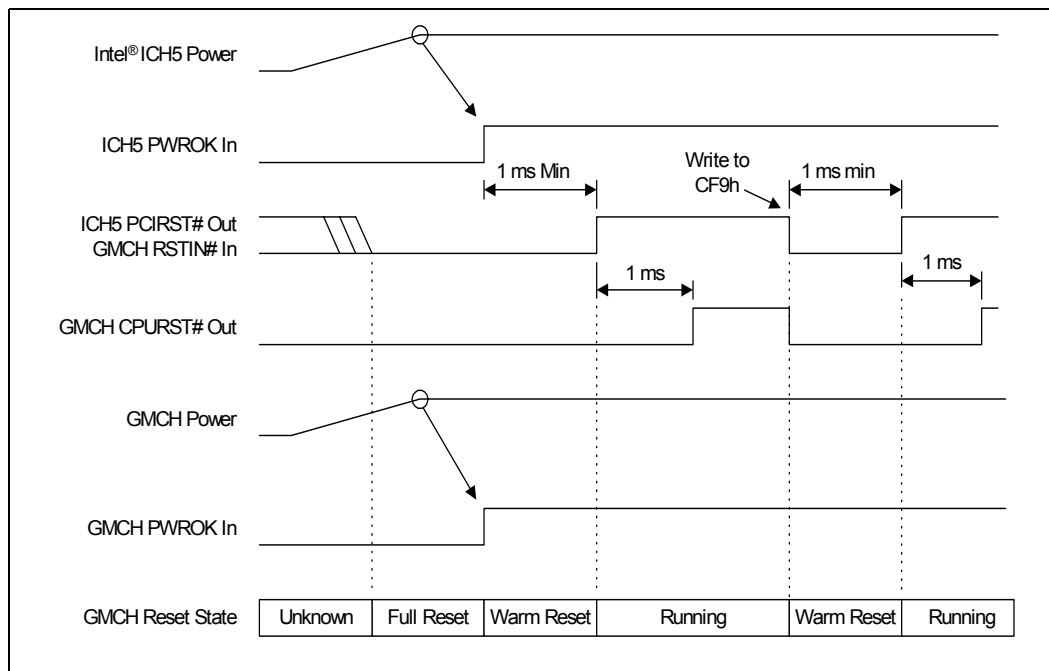 Intel® ICH5 Power
ICH5 PWROK In
1 ms Min
Write to
CF9h
1 ms min
ICH5 PCIRST# Out
GMCH RSTIN# In
1 ms
1 ms
GMCH CPURST# Out
GMCH Power
GMCH PWROK In
GMCH Reset State
Unknown
Full Reset
Warm Reset
Running
Warm Reset
Running